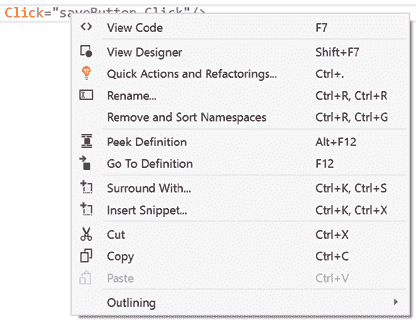 Click="saveButton_Click"/>
View Code F7
View Designer Shift+F7
Quick Actions and Refactorings... Ctrl+.
Rename... Ctrl+R, Ctrl+R
Remove and Sort Namespaces Ctrl+R, Ctrl+G
Peek Definition Alt+F12
Go To Definition F12
Surround With... Ctrl+K, Ctrl+S
Insert Snippet... Ctrl+K, Ctrl+X
Cut Ctrl+X
Copy Ctrl+C
Paste Ctrl+V
Outlining